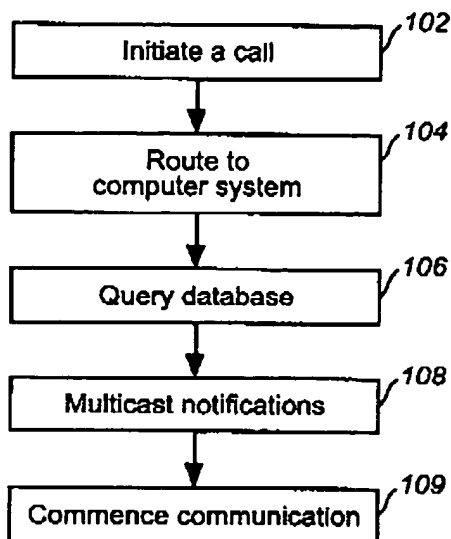 102
Initiate a call
104
Route to
computer system
106
Query database
108
Multicast notifications
109
Commence communication